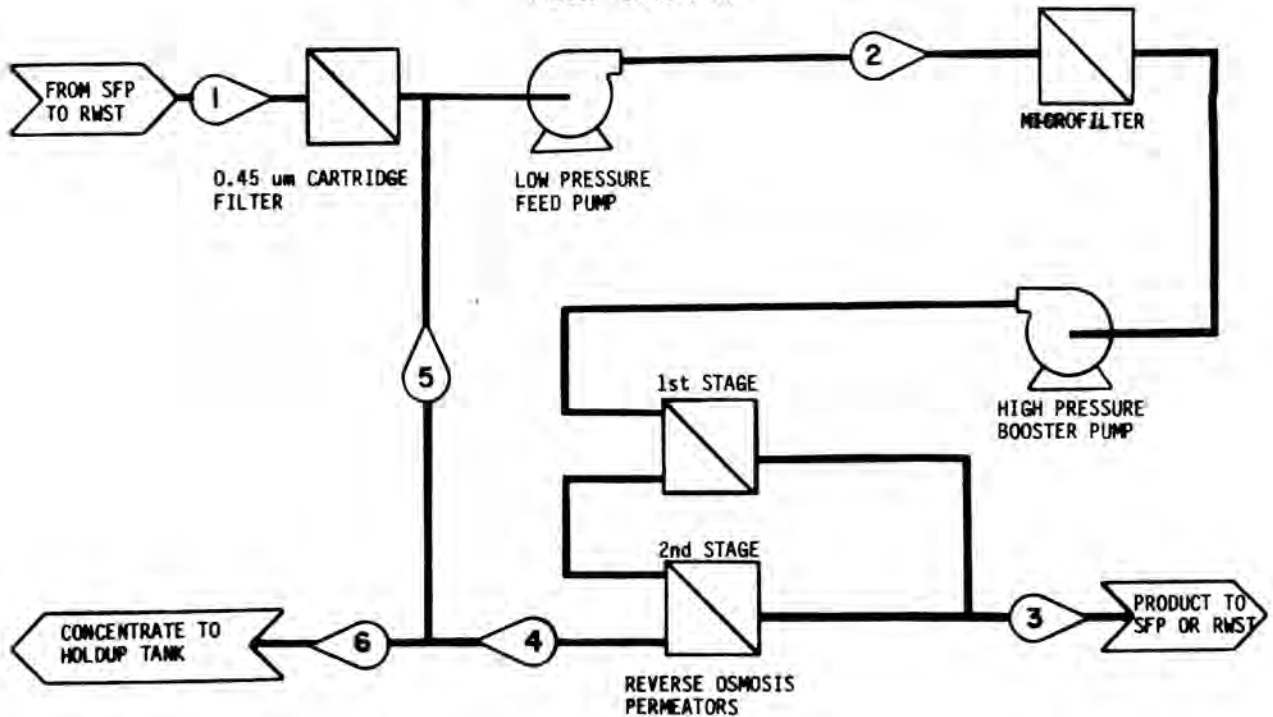 FROM SFP
TO RWST
1
0.45 um CARTRIDGE
FILTER
LOW PRESSURE
FEED PUMP
2
MICROFILTER
5
1st STAGE
HIGH PRESSURE
BOOSTER PUMP
2nd STAGE
CONCENTRATE TO
HOLDUP TANK
6
4
REVERSE OSMOSIS
PERMEATORS
3
PRODUCT TO
SFP OR RWST